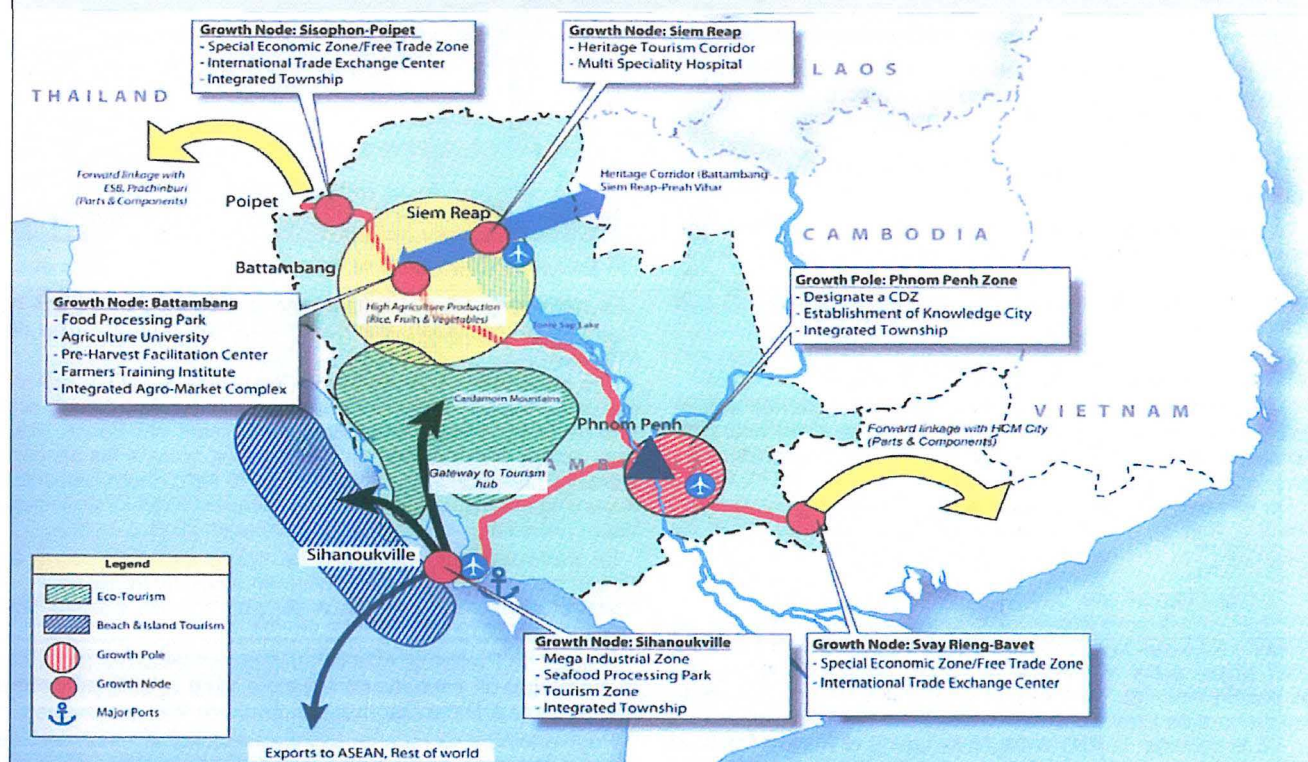 Growth Node: Sisophon-Poipet
- Special Economic Zone/Free Trade Zone
- International Trade Exchange Center
- Integrated Township
Growth Node: Siem Reap
- Heritage Tourism Corridor
- Multi Speciality Hospital
LAOS
THAILAND
Forward linkage with
ESB, Prachinburi
(Parts & Components)
Poipet
Heritage Corridor (Battambang
Siem Reap-Preah Vihar
Siem Reap
CAMBODIA
Battambang
Growth Pole: Phnom Penh Zone
- Designate a CDZ
- Establishment of Knowledge City
- Integrated Township
Growth Node: Battambang
- Food Processing Park
- Agriculture University
- Pre-Harvest Facilitation Center
- Farmers Training Institute
- Integrated Agro-Market Complex
High Agriculture Production
(Rice, Fruits & Vegetables)
Tonle Sap Lake
Cardamom Mountains
VIETNAM
Phnom Penh
Forward linkage with HCM City
(Parts & Components)
Gateway to Tourism
hub
AMB
Sihanoukville
Legend
Eco-Tourism
Beach & Island Tourism
Growth Pole
Growth Node
Major Ports
Growth Node: Sihanoukville
- Mega Industrial Zone
- Seafood Processing Park
- Tourism Zone
- Integrated Township
Growth Node: Svay Rieng-Bavet
- Special Economic Zone/Free Trade Zone
- International Trade Exchange Center
Exports to ASEAN, Rest of world